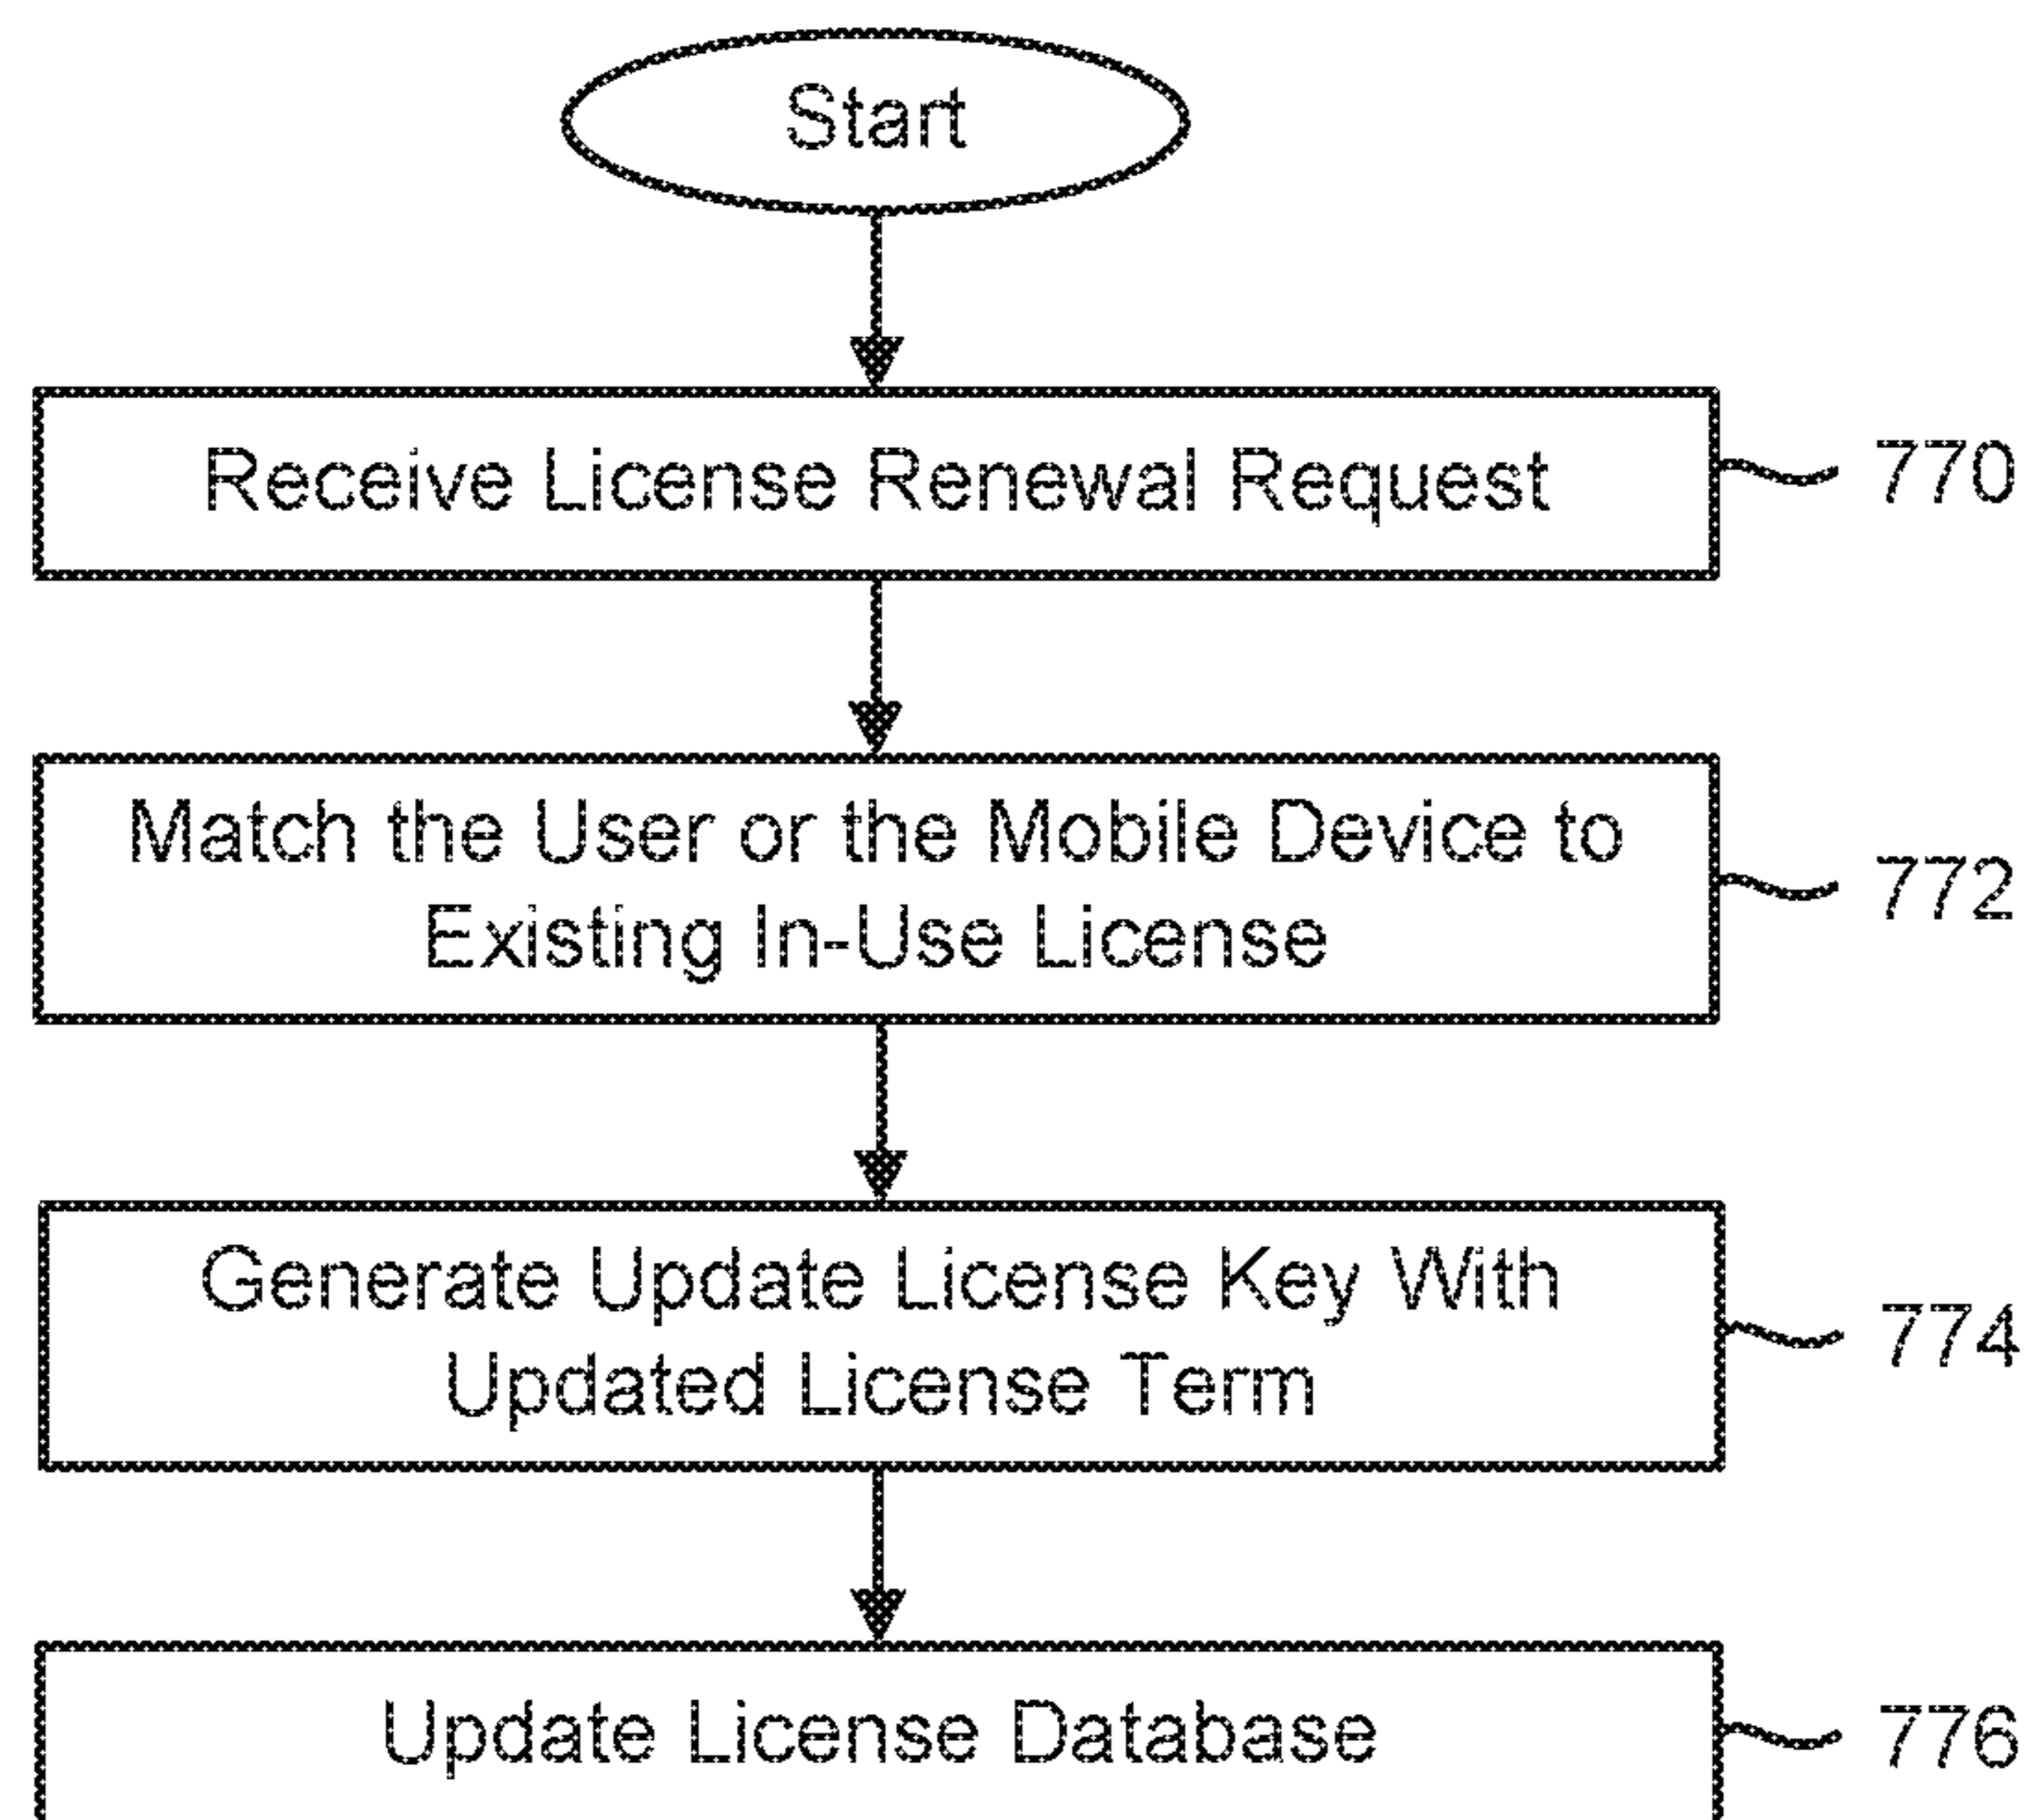 Start
Receive License Renewal Request
770
Match the User or the Mobile Device to
Existing In-Use License
772
Generate Update License Key With
Updated License Term
774
Update License Database
776